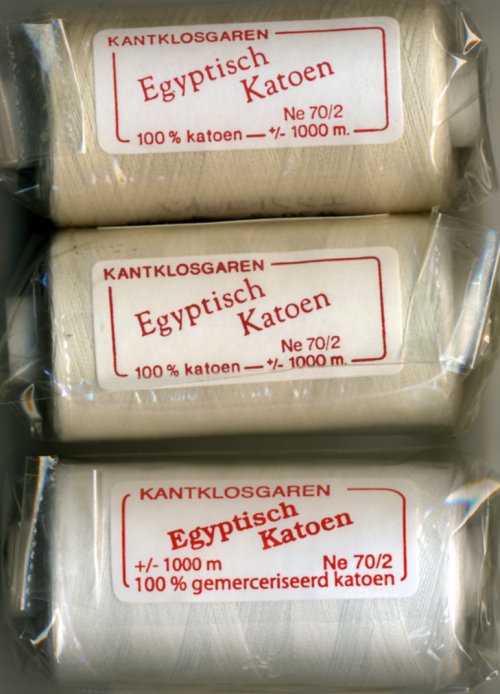 KANTKLOSGAREN
Egyptisch
Katoen
Ne 70/2
100 % katoen — +/- 1000 m.
KANTKLOSGAREN
Egyptisch
Katoen
Ne 70/2
100 % katoen — +/- 1000 m.
KANTKLOSGAREN
Egyptisch
Katoen
+/- 1000 m Ne 70/2
100 % gemerceriseerd katoen